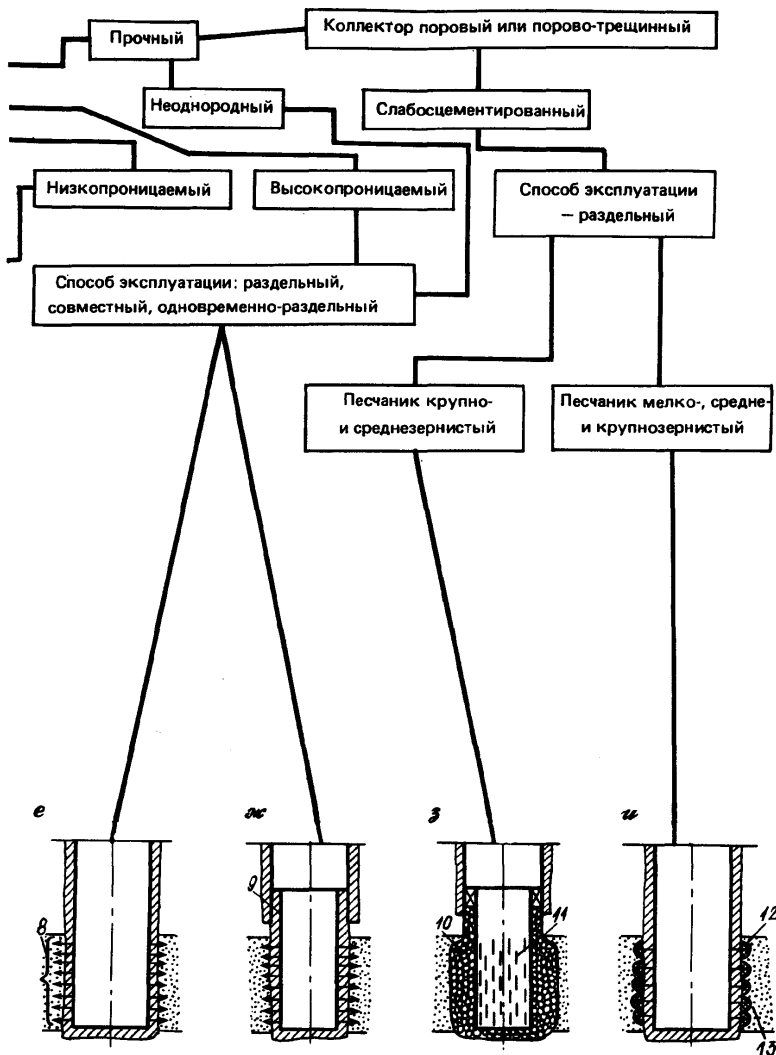 Прочный
Коллектор поровый или порово-трещинный
Неоднородный
Слабосцементированный
Низкопроницаемый
Высокопроницаемый
Способ эксплуатации
— раздельный
Способ эксплуатации: раздельный,
совместный, одновременно-раздельный
Песчаник крупно-
и среднезернистый
Песчаник мелко-, средне-
и крупнозернистый
е
ж
з
и
8
9
10
11
12
13